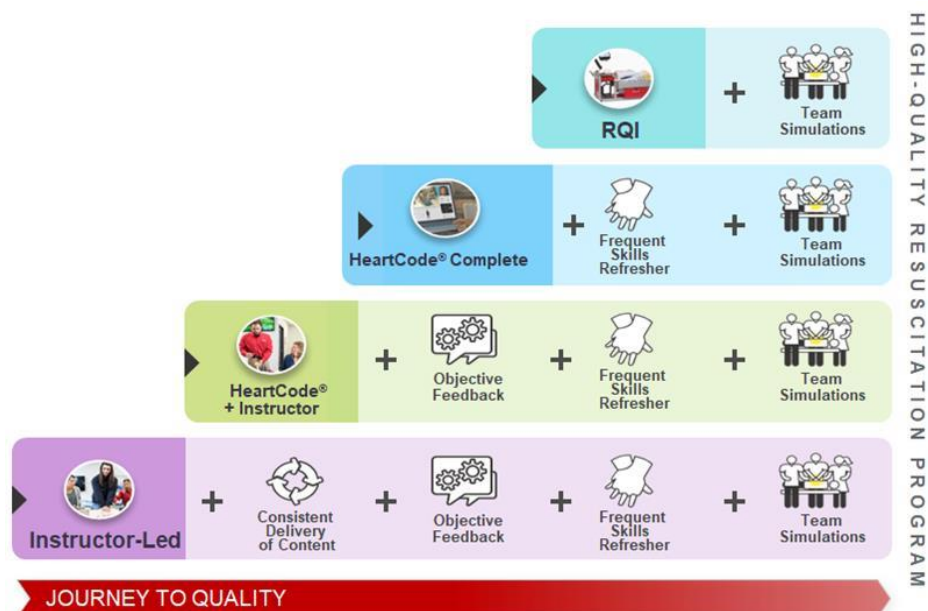 RQI
+
Team
Simulations
HeartCode® Complete
+
Frequent
Skills
Refresher
+
Team
Simulations
HeartCode®
+ Instructor
+
Objective
Feedback
+
Frequent
Skills
Refresher
+
Team
Simulations
Instructor-Led
+
Consistent
Delivery
of Content
+
Objective
Feedback
+
Frequent
Skills
Refresher
+
Team
Simulations
JOURNEY TO QUALITY
HIGH-QUALITY RESUSCITATION PROGRAM